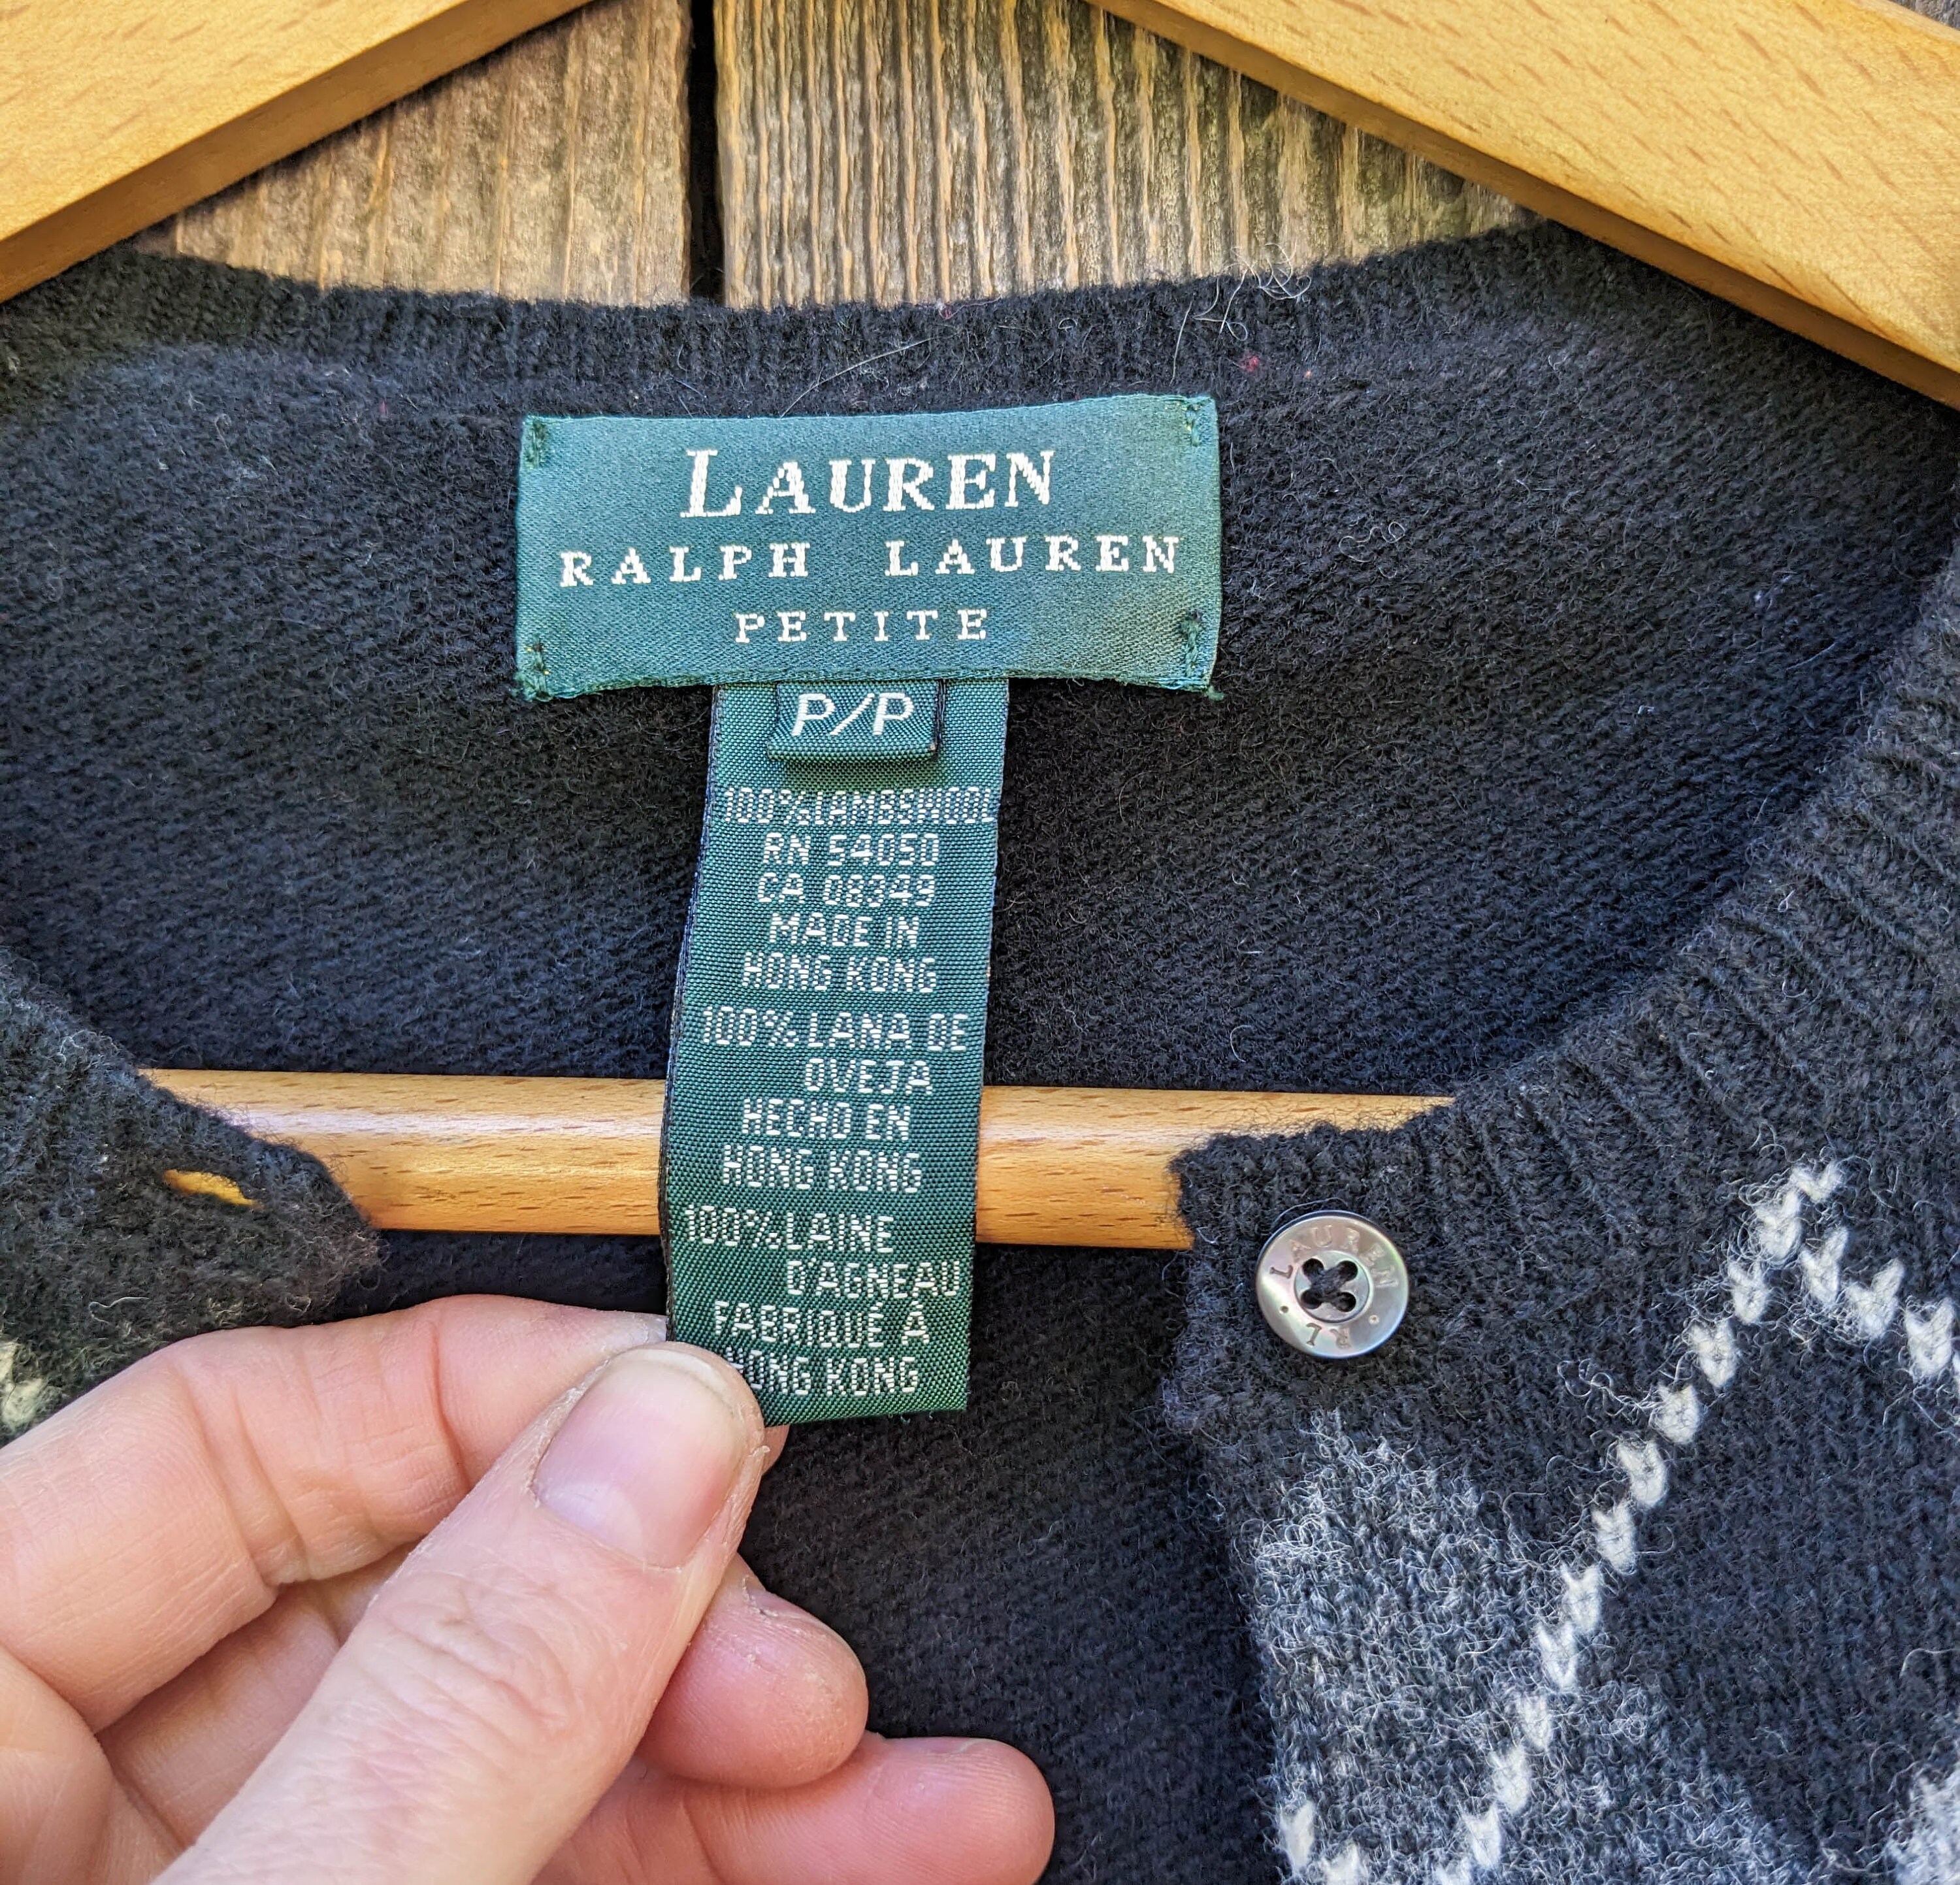 LAUREN
RALPH LAUREN
PETITE
P/P
100% LAMBSWOOL
RN 54050
CA 08349
MADE IN
HONG KONG
100% LANA DE
OVEJA
HECHO EN
HONG KONG
100% LAINE
D'AGNEAU
FABRIQUÉ À
HONG KONG
LAUREN
RL